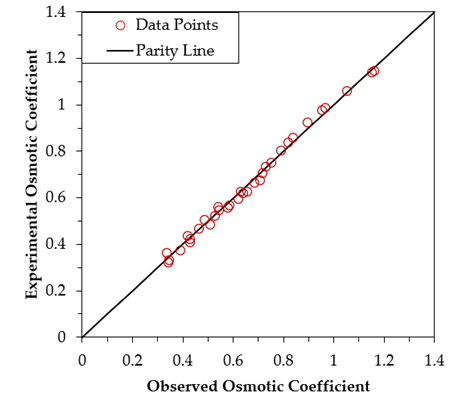 1.4
Data Points
Parity Line
1.2
1
0.8
0.6
0.4
0.2
0
Experimental Osmotic Coefficient
0 0.2 0.4 0.6 0.8 1 1.2 1.4
Observed Osmotic Coefficient